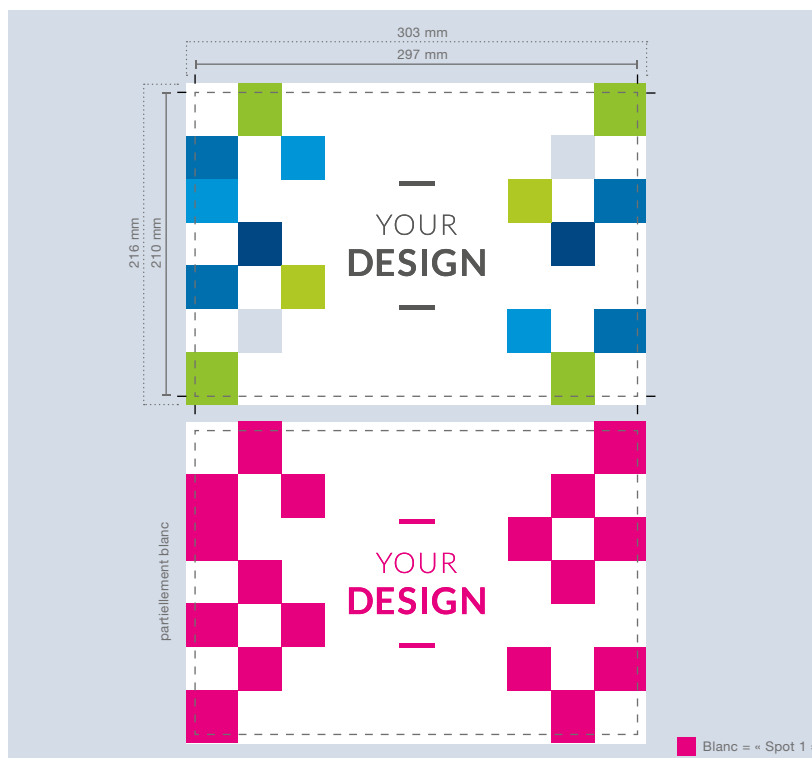 303 mm
297 mm
216 mm
210 mm
YOUR
DESIGN
partiellement blanc
YOUR
DESIGN
Blanc = « Spot 1 »